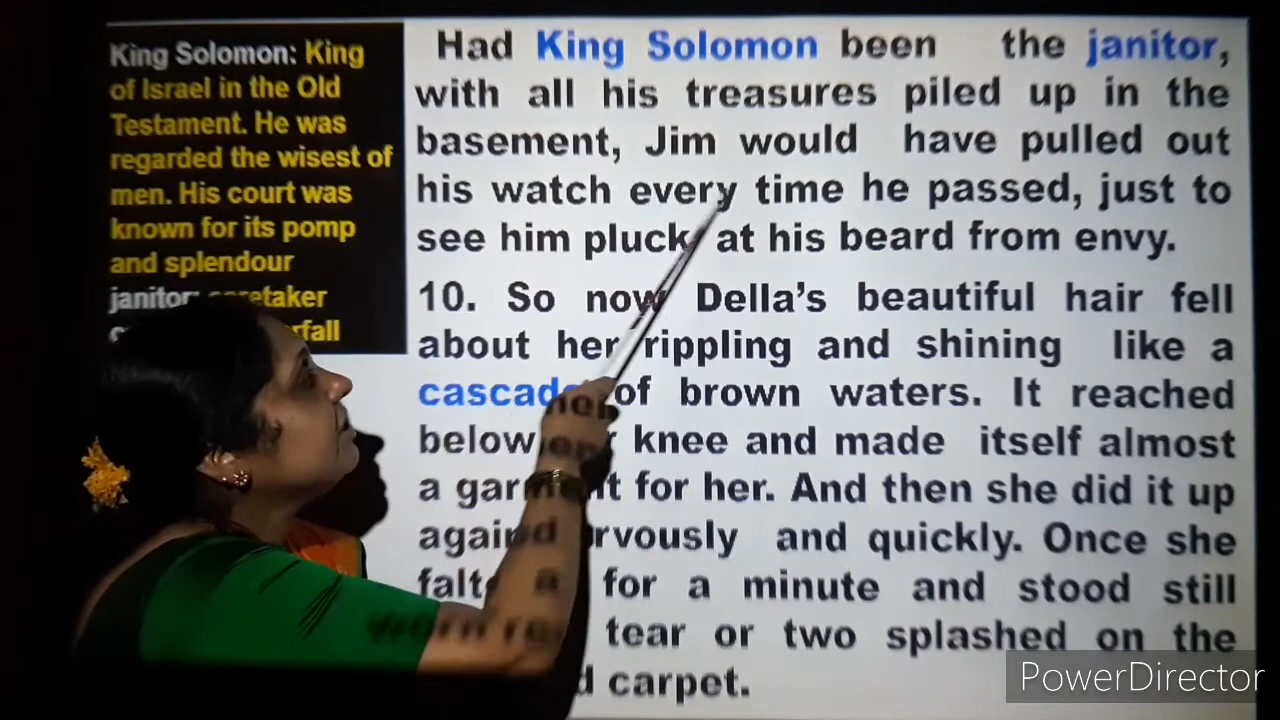 King Solomon: King
of Israel in the Old
Testament. He was
regarded the wisest of
men. His court was
known for its pomp
and splendour
janitor: caretaker
Had King Solomon been the janitor,
with all his treasures piled up in the
basement, Jim would have pulled out
his watch every time he passed, just to
see him pluck at his beard from envy.
10. So now Della's beautiful hair fell
about her rippling and shining like a
cascade of brown waters. It reached
below knee and made itself almost
a garment for her. And then she did it up
again and quickly. Once she
for a minute and stood still
tear or two splashed on the
carpet.
PowerDirector